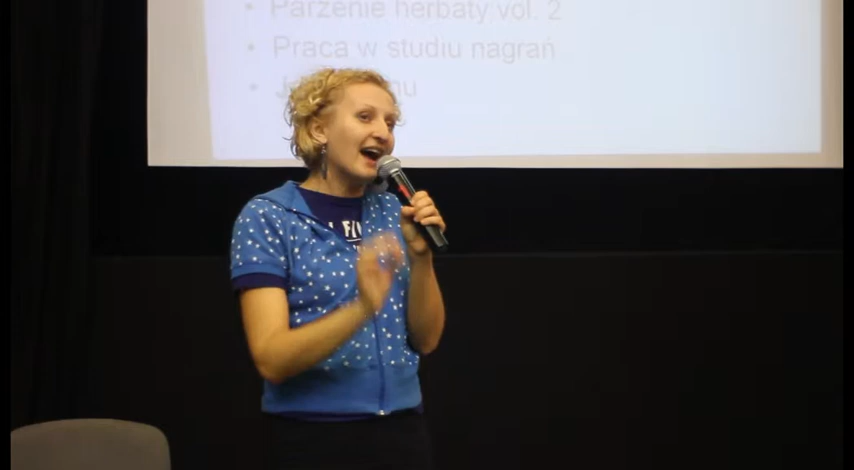 • Parzenie herbaty vol. 2
• Praca w studiu nagrań
•